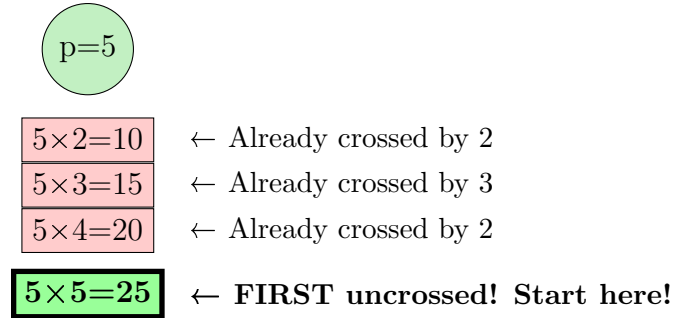 p=5
5×2=10 ← Already crossed by 2
5×3=15 ← Already crossed by 3
5×4=20 ← Already crossed by 2
5×5=25 ← FIRST uncrossed! Start here!